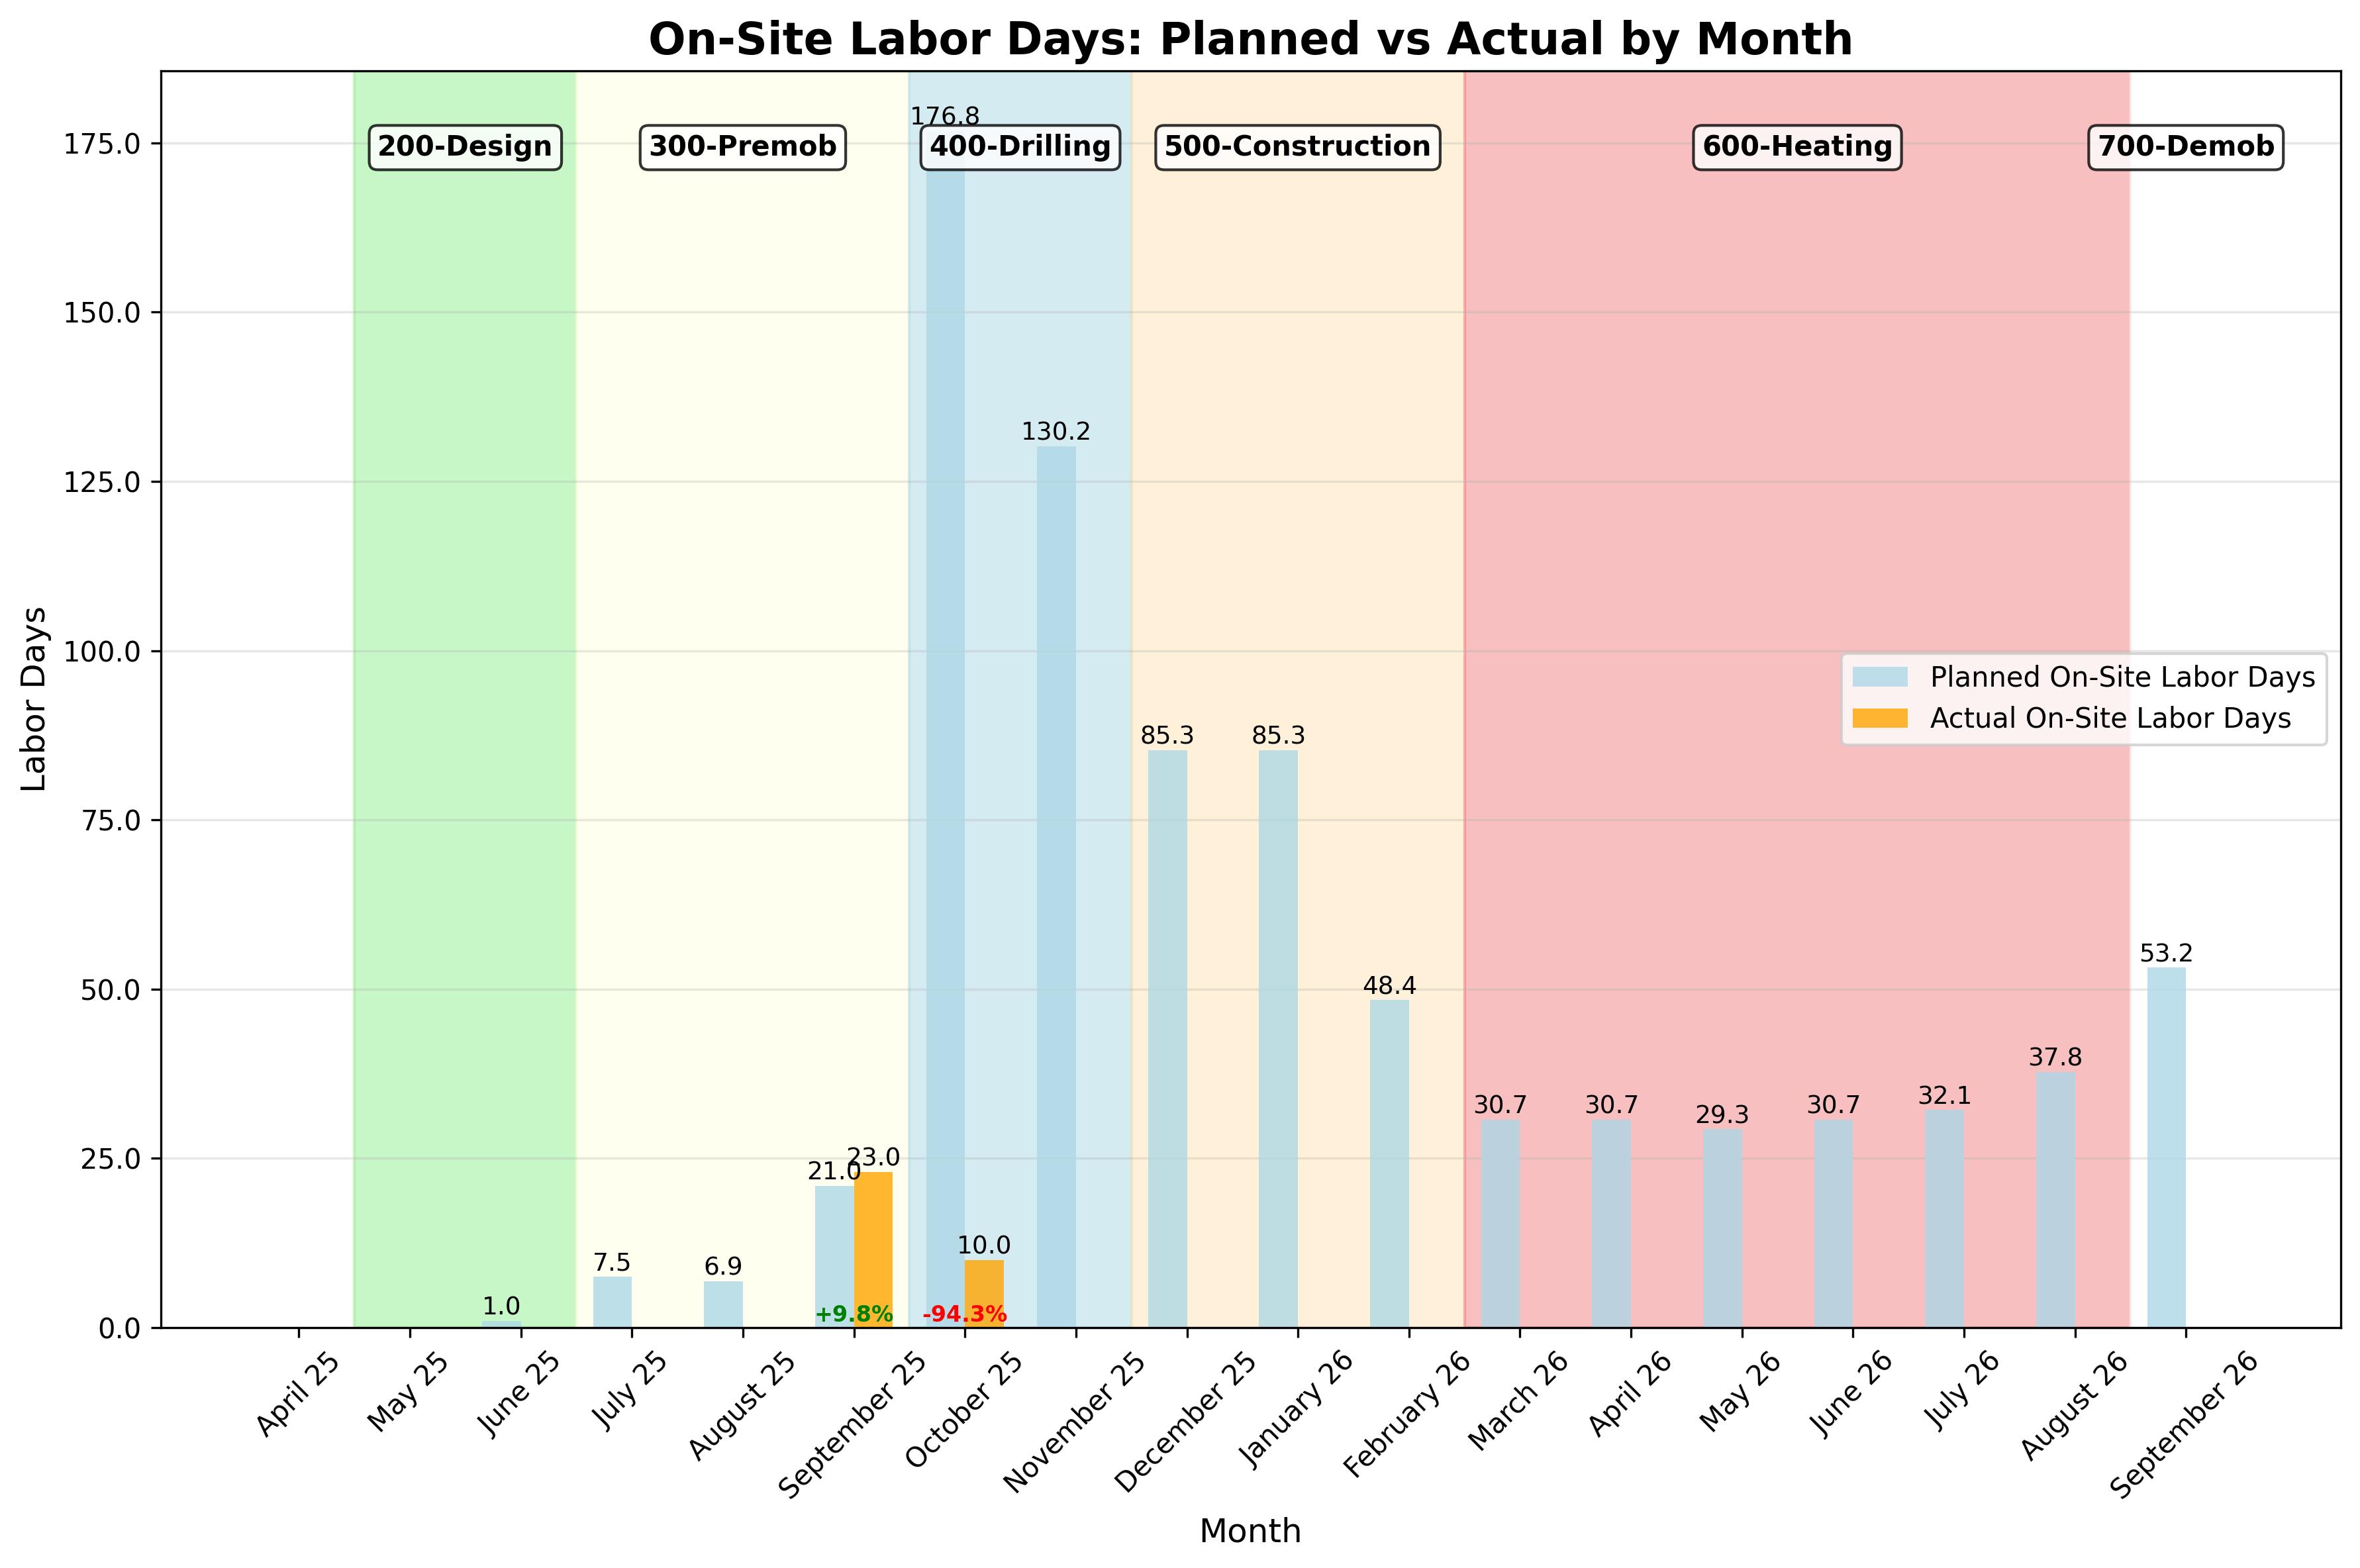 On-Site Labor Days: Planned vs Actual by Month
176.8
200-Design
300-Premob
400-Drilling
500-Construction
600-Heating
700-Demob
175.0
150.0
125.0
100.0
75.0
50.0
25.0
0.0
Labor Days
130.2
85.3
85.3
48.4
30.7
30.7
29.3
30.7
32.1
37.8
53.2
1.0
7.5
6.9
21.0
23.0
10.0
+9.8%
-94.3%
Planned On-Site Labor Days
Actual On-Site Labor Days
April 25
May 25
June 25
July 25
August 25
September 25
October 25
November 25
December 25
January 26
February 26
March 26
April 26
May 26
June 26
July 26
August 26
September 26
Month